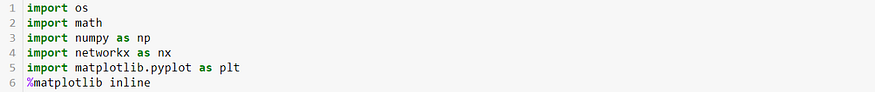 1 import os
2 import math
3 import numpy as np
4 import networkx as nx
5 import matplotlib.pyplot as plt
6 %matplotlib inline